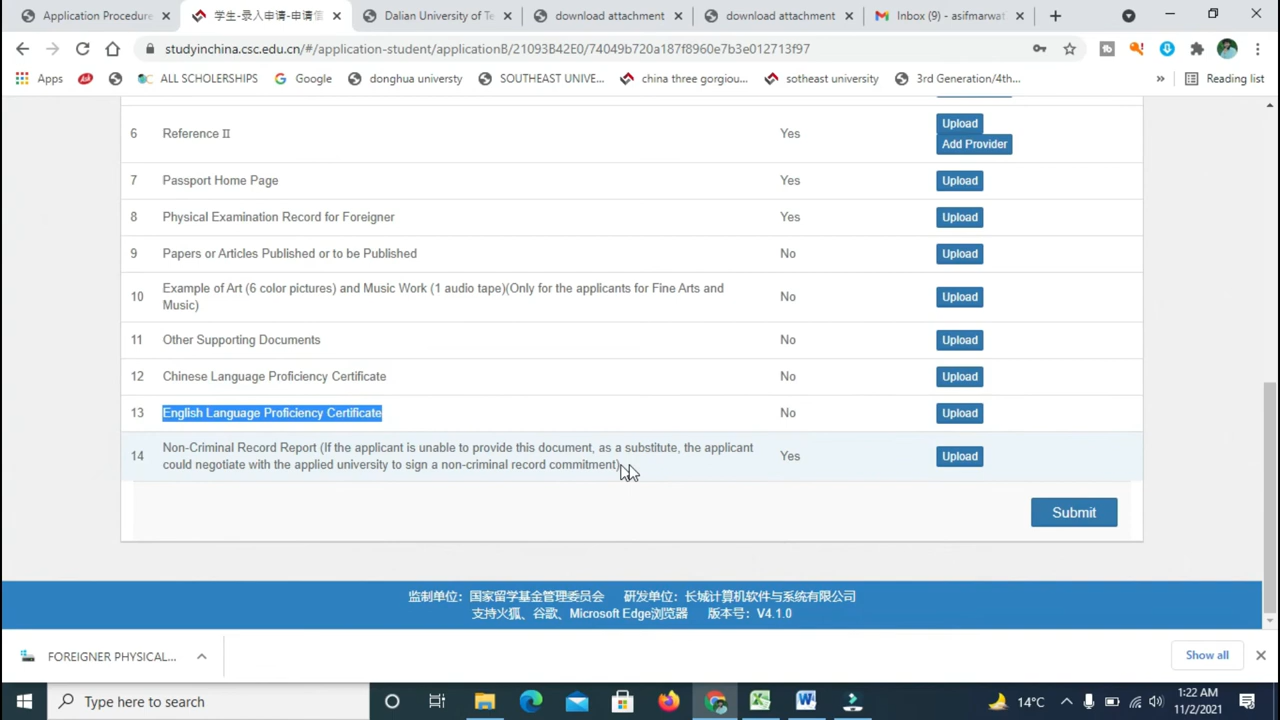 Application Procedure
学生-录入申请-申请信
Dalian University of Te
download attachment
download attachment
Inbox (9) - asifmarwat
studyinchina.csc.edu.cn/#/application-student/applicationB/21093B42E0/74049b720a187f8960e7b3e012713f97
Apps
ALL SCHOLARSHIPS
Google
donghua university
SOUTHEAST UNIVE...
china three gorgiou...
sotheast university
3rd Generation/4th...
»
Reading list
6 Reference II Yes Upload
Add Provider
7 Passport Home Page Yes Upload
8 Physical Examination Record for Foreigner Yes Upload
9 Papers or Articles Published or to be Published No Upload
10 Example of Art (6 color pictures) and Music Work (1 audio tape)(Only for the applicants for Fine Arts and
Music) No Upload
11 Other Supporting Documents No Upload
12 Chinese Language Proficiency Certificate No Upload
13 English Language Proficiency Certificate No Upload
14 Non-Criminal Record Report (If the applicant is unable to provide this document, as a substitute, the applicant
could negotiate with the applied university to sign a non-criminal record commitment) Yes Upload
Submit
监制单位：国家留学基金管理委员会 研发单位：长城计算机软件与系统有限公司
支持火狐、谷歌、Microsoft Edge浏览器 版本号：V4.1.0
FOREIGNER PHYSICAL...
Show all
Type here to search
14°C
1:22 AM
11/2/2021